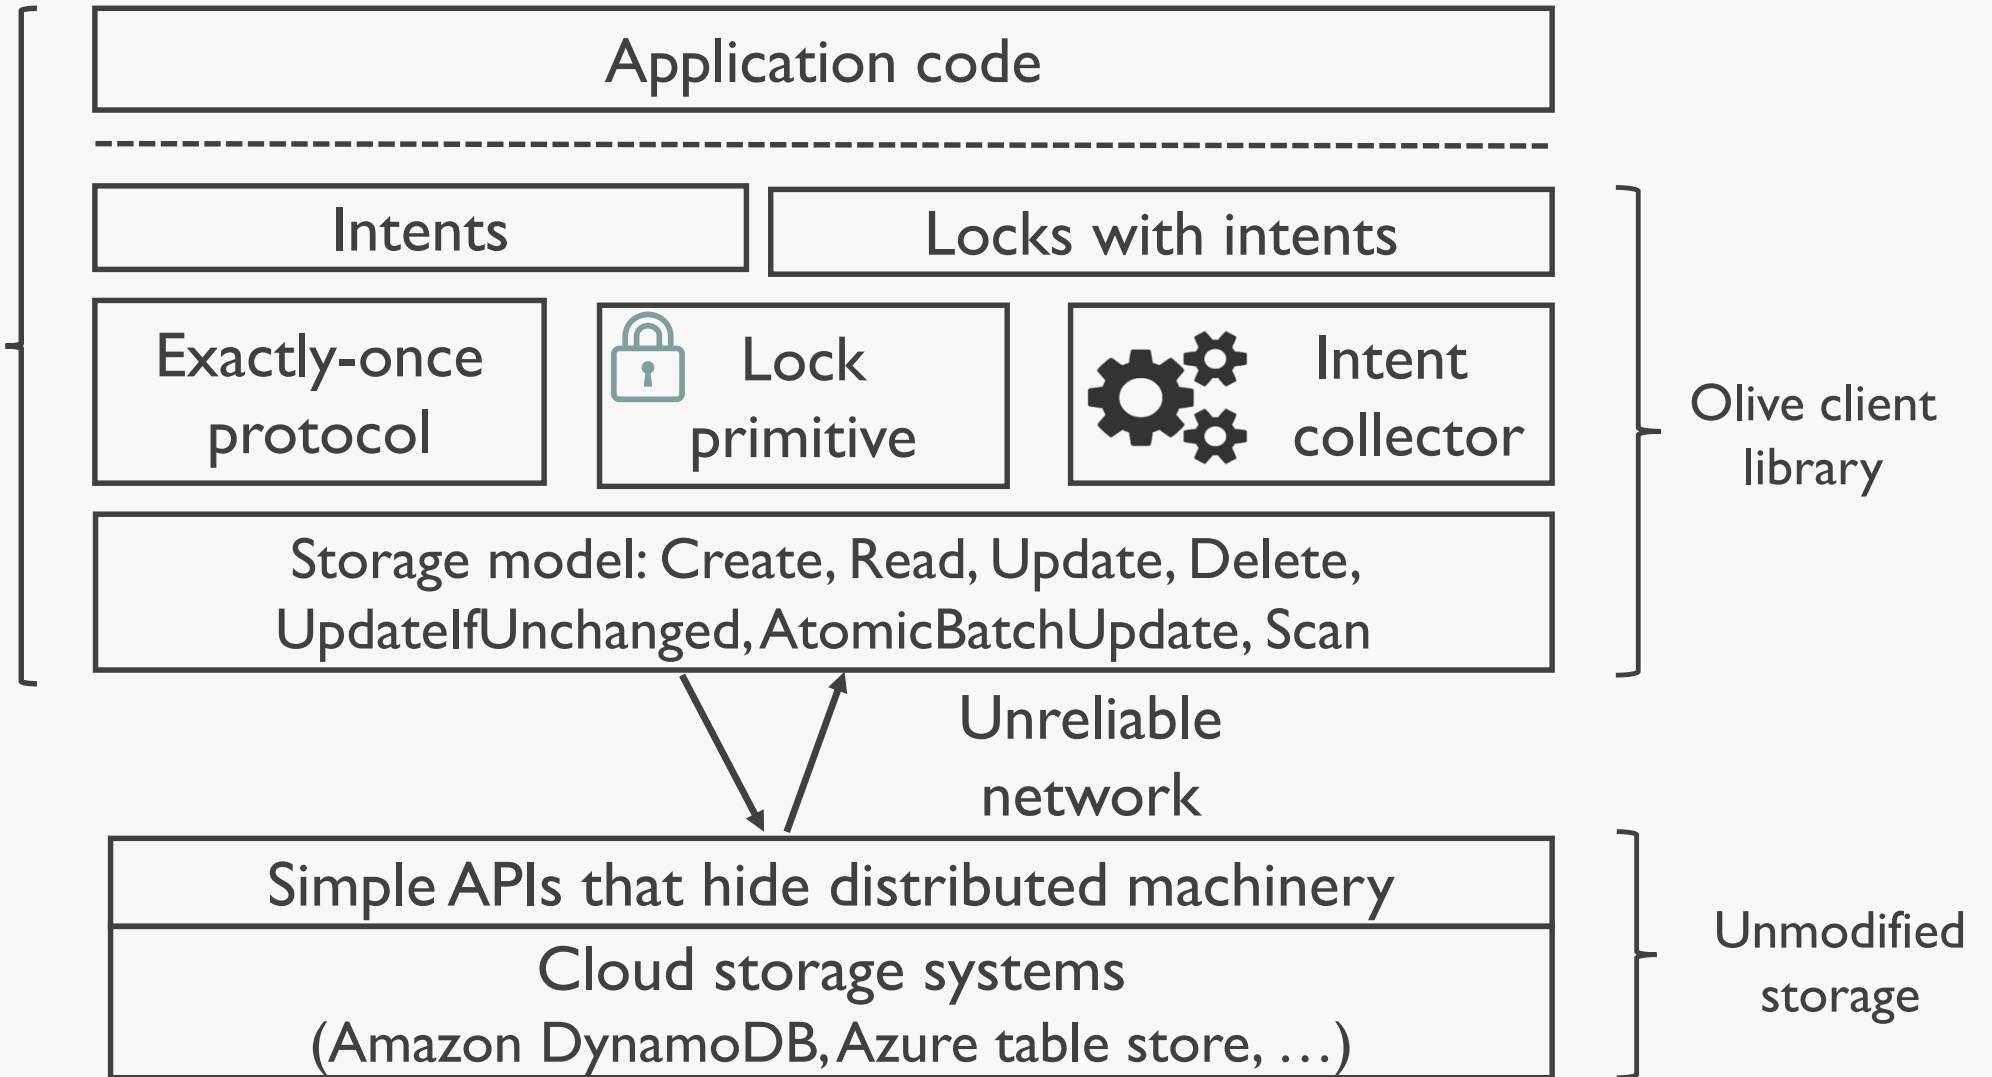 Application code
Intents
Locks with intents
Exactly-once
protocol
Lock
primitive
Intent
collector
Olive client
library
Storage model: Create, Read, Update, Delete,
UpdateIfUnchanged, AtomicBatchUpdate, Scan
Unreliable
network
Simple APIs that hide distributed machinery
Cloud storage systems
(Amazon DynamoDB, Azure table store, …)
Unmodified
storage